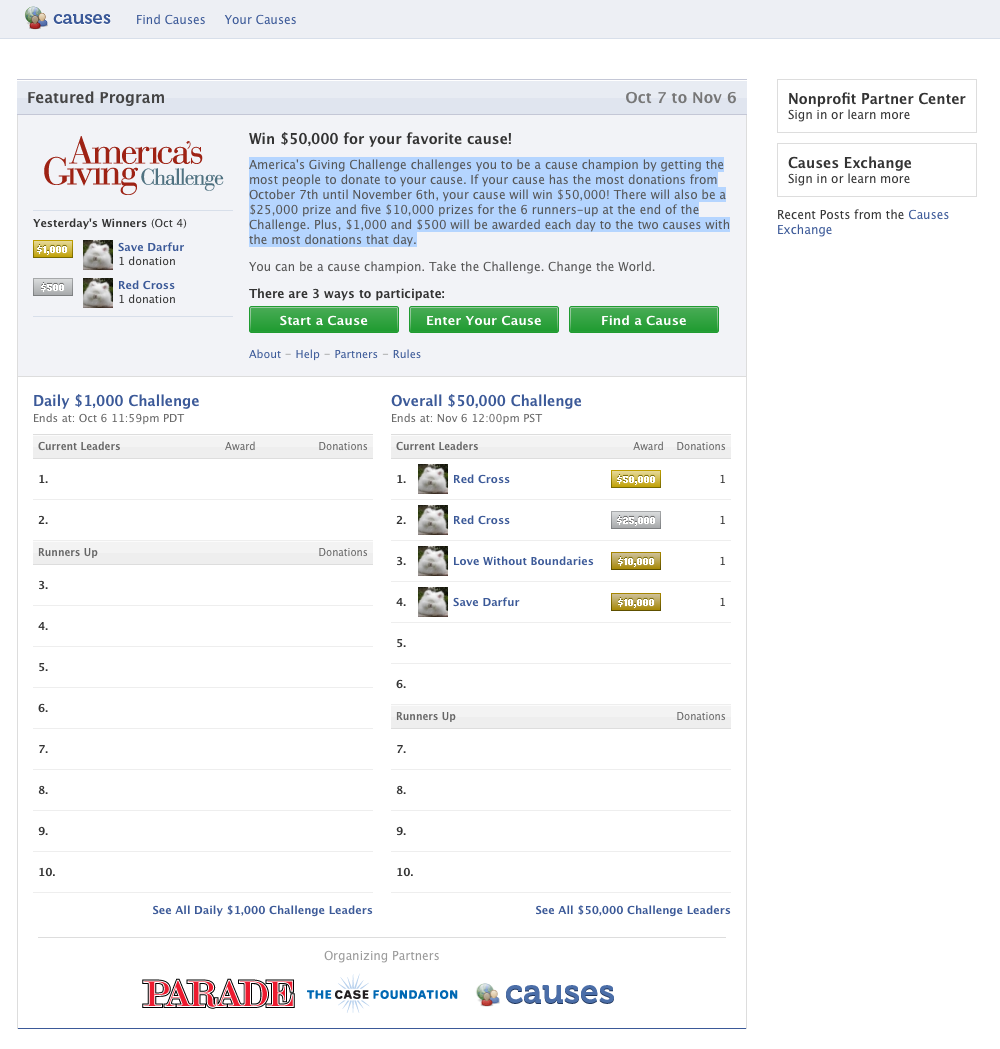 causes Find Causes Your Causes
Featured Program Oct 7 to Nov 6
America's
Giving Challenge
Yesterday's Winners (Oct 4)
$1,000 Save Darfur
1 donation
$500 Red Cross
1 donation
Win $50,000 for your favorite cause!
America's Giving Challenge challenges you to be a cause champion by getting the
most people to donate to your cause. If your cause has the most donations from
October 7th until November 6th, your cause will win $50,000! There will also be a
$25,000 prize and five $10,000 prizes for the 6 runners-up at the end of the
Challenge. Plus, $1,000 and $500 will be awarded each day to the two causes with
the most donations that day.
You can be a cause champion. Take the Challenge. Change the World.
There are 3 ways to participate:
Start a Cause Enter Your Cause Find a Cause
About - Help - Partners - Rules
Daily $1,000 Challenge
Ends at: Oct 6 11:59pm PDT
Current Leaders Award Donations
1.
2.
Runners Up Donations
3.
4.
5.
6.
7.
8.
9.
10.
See All Daily $1,000 Challenge Leaders
Overall $50,000 Challenge
Ends at: Nov 6 12:00pm PST
Current Leaders Award Donations
1. Red Cross $50,000 1
2. Red Cross $25,000 1
3. Love Without Boundaries $10,000 1
4. Save Darfur $10,000 1
5.
6.
Runners Up Donations
7.
8.
9.
10.
See All $50,000 Challenge Leaders
Organizing Partners
PARADE THE CASE FOUNDATION causes
Nonprofit Partner Center
Sign in or learn more
Causes Exchange
Sign in or learn more
Recent Posts from the Causes
Exchange